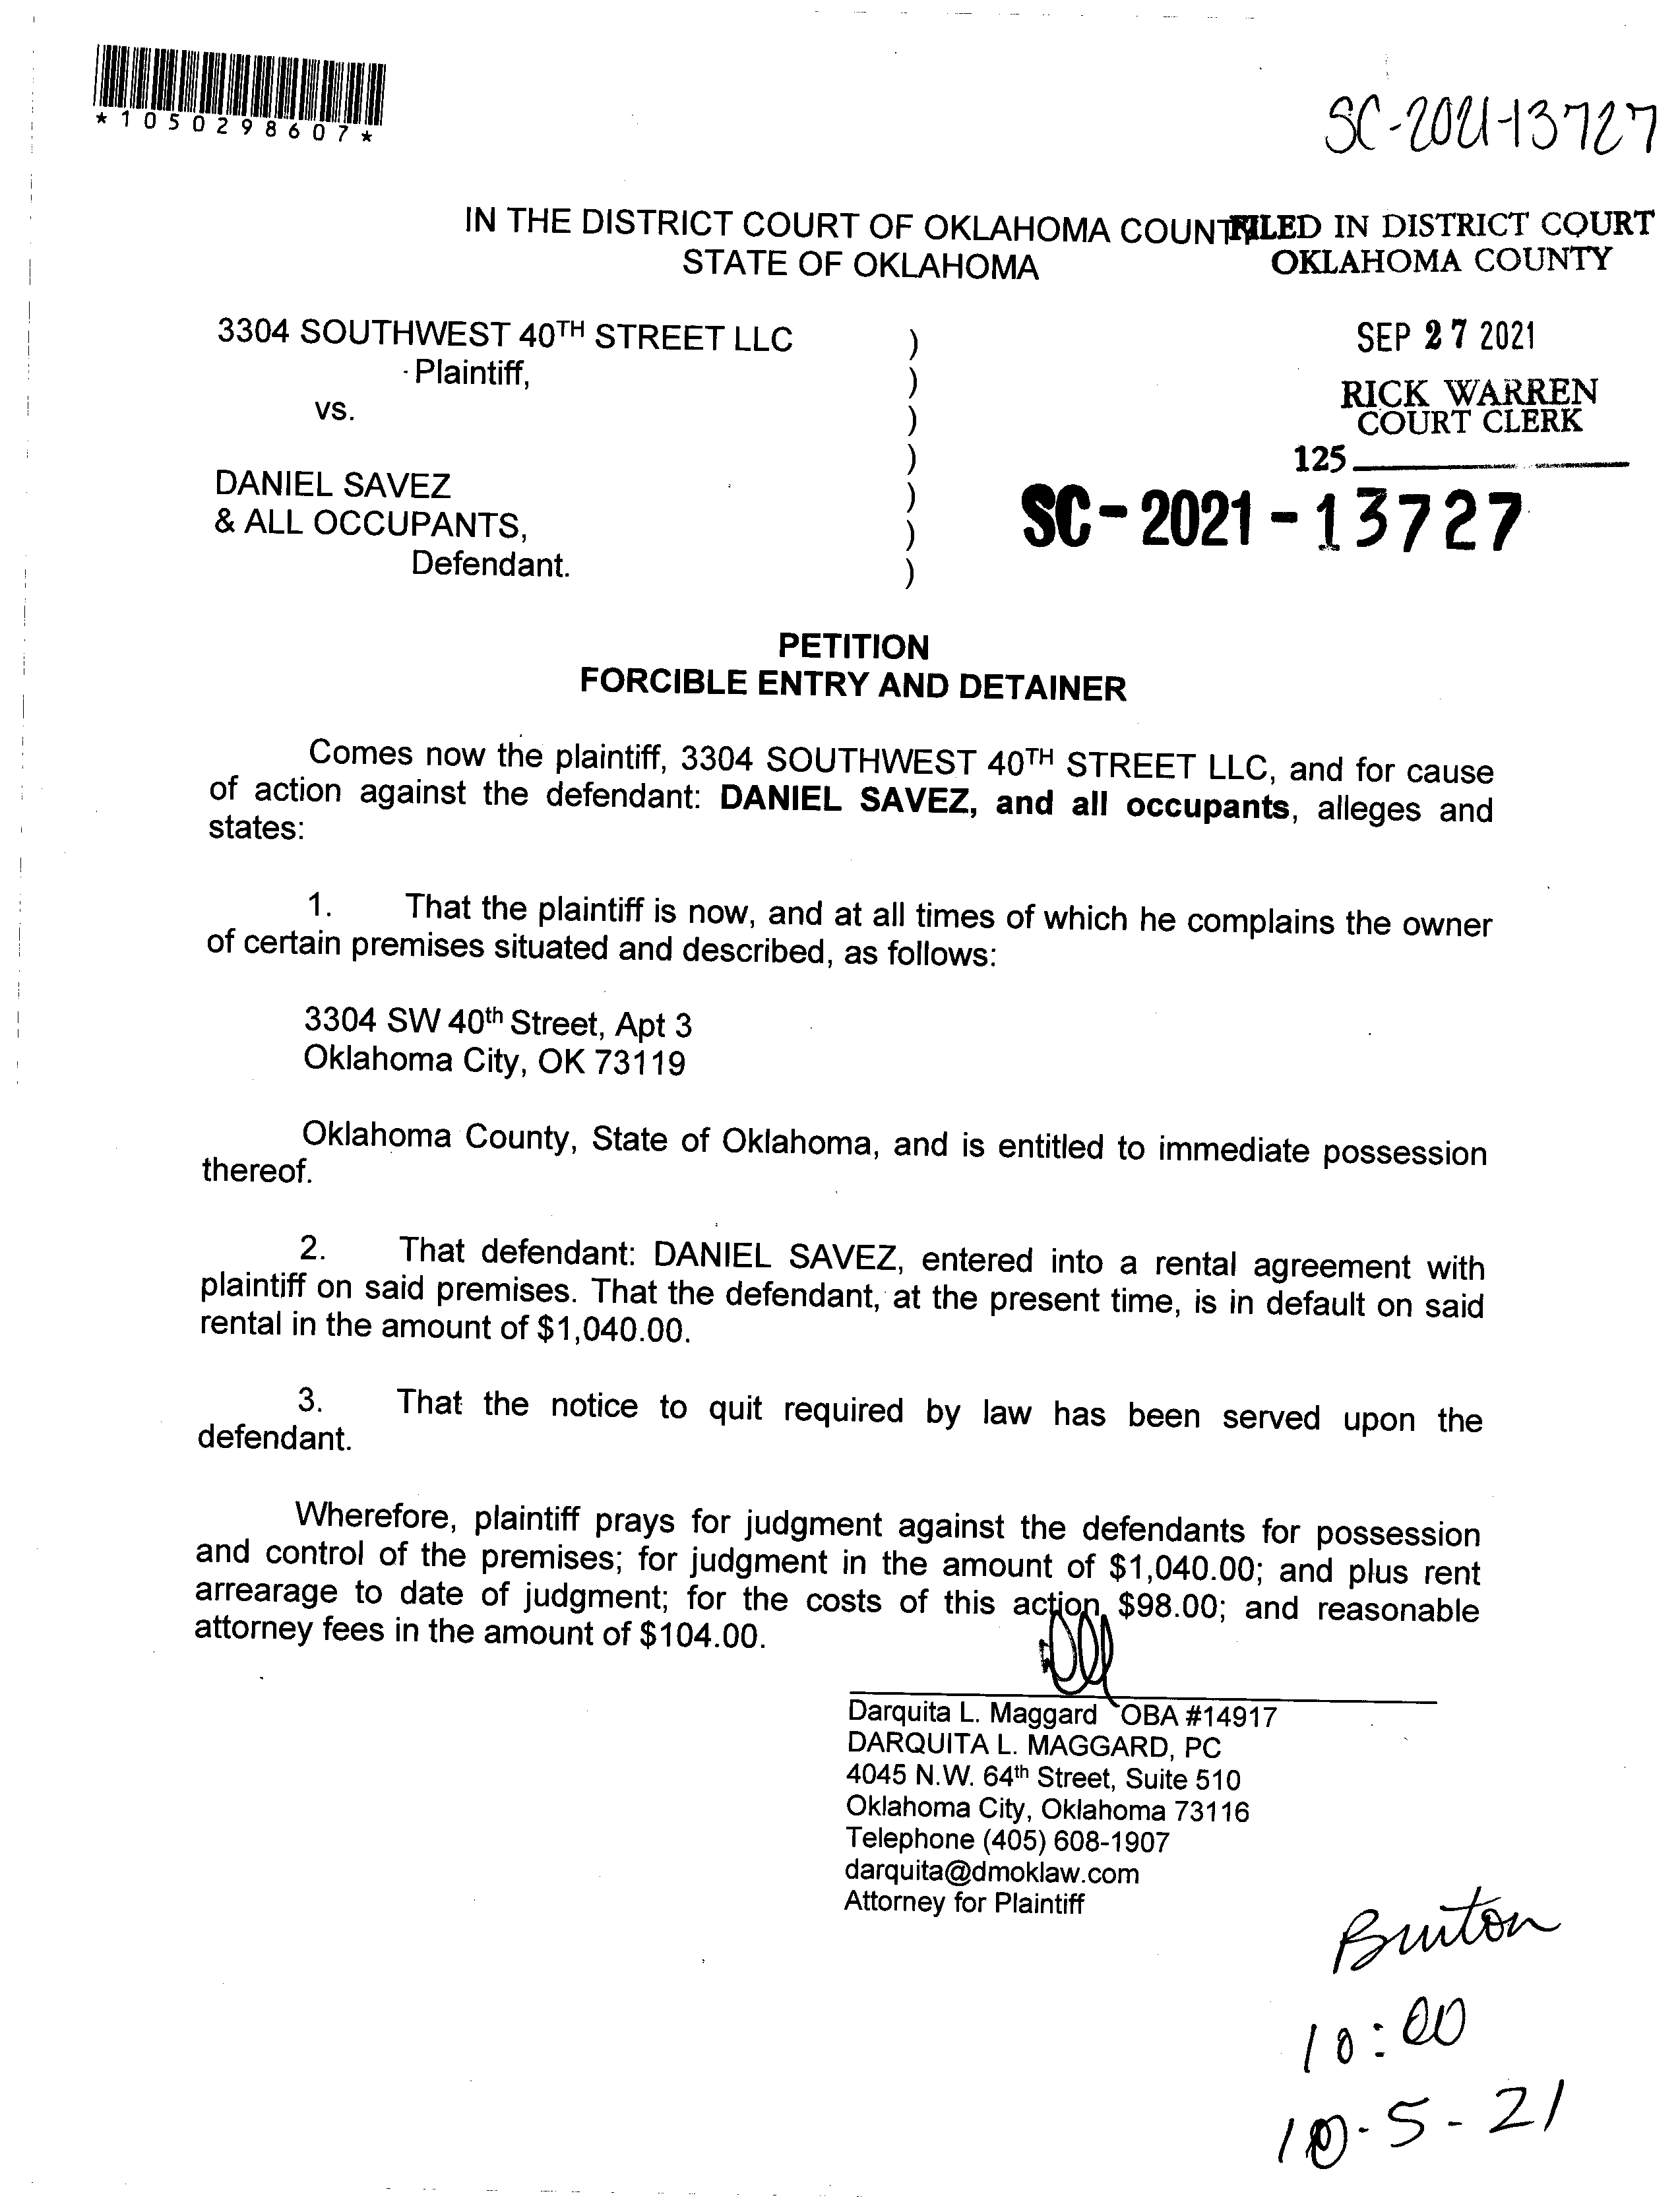 *1050298607*
SC-2021-13727
IN THE DISTRICT COURT OF OKLAHOMA COUNTY
STATE OF OKLAHOMA
FILED IN DISTRICT COURT
OKLAHOMA COUNTY
SEP 27 2021
RICK WARREN
COURT CLERK
125
SC-2021-13727
3304 SOUTHWEST 40TH STREET LLC )
Plaintiff, )
vs. )
)
DANIEL SAVEZ )
& ALL OCCUPANTS, )
Defendant. )
PETITION
FORCIBLE ENTRY AND DETAINER
Comes now the plaintiff, 3304 SOUTHWEST 40TH STREET LLC, and for cause
of action against the defendant: DANIEL SAVEZ, and all occupants, alleges and
states:
1. That the plaintiff is now, and at all times of which he complains the owner
of certain premises situated and described, as follows:
3304 SW 40th Street, Apt 3
Oklahoma City, OK 73119
Oklahoma County, State of Oklahoma, and is entitled to immediate possession
thereof.
2. That defendant: DANIEL SAVEZ, entered into a rental agreement with
plaintiff on said premises. That the defendant, at the present time, is in default on said
rental in the amount of $1,040.00.
3. That the notice to quit required by law has been served upon the
defendant.
Wherefore, plaintiff prays for judgment against the defendants for possession
and control of the premises; for judgment in the amount of $1,040.00; and plus rent
arrearage to date of judgment; for the costs of this action, $98.00; and reasonable
attorney fees in the amount of $104.00.
Darquita L. Maggard OBA #14917
DARQUITA L. MAGGARD, PC
4045 N.W. 64th Street, Suite 510
Oklahoma City, Oklahoma 73116
Telephone (405) 608-1907
darquita@dmoklaw.com
Attorney for Plaintiff
10:00
10-5-21